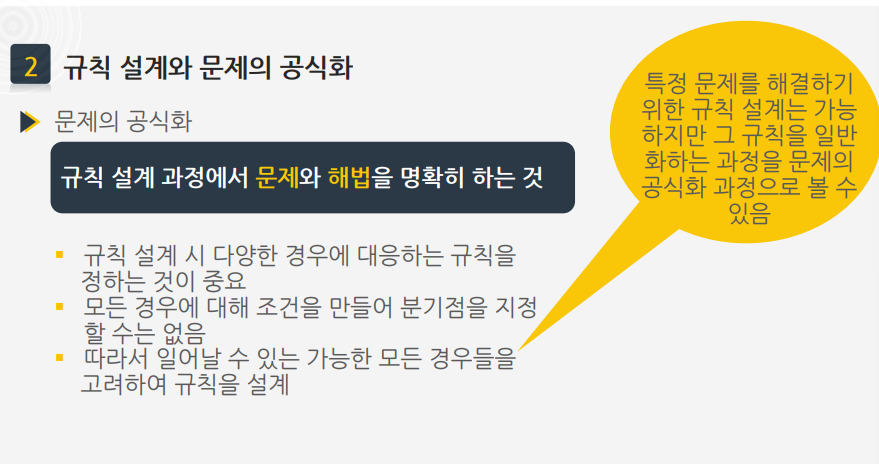 2 규칙 설계와 문제의 공식화
문제의 공식화
규칙 설계 과정에서 문제와 해법을 명확히 하는 것
규칙 설계 시 다양한 경우에 대응하는 규칙을
정하는 것이 중요
모든 경우에 대해 조건을 만들어 분기점을 지정
할 수는 없음
따라서 일어날 수 있는 가능한 모든 경우들을
고려하여 규칙을 설계
특정 문제를 해결하기
위한 규칙 설계는 가능
하지만 그 규칙을 일반
화하는 과정을 문제의
공식화 과정으로 볼 수
있음